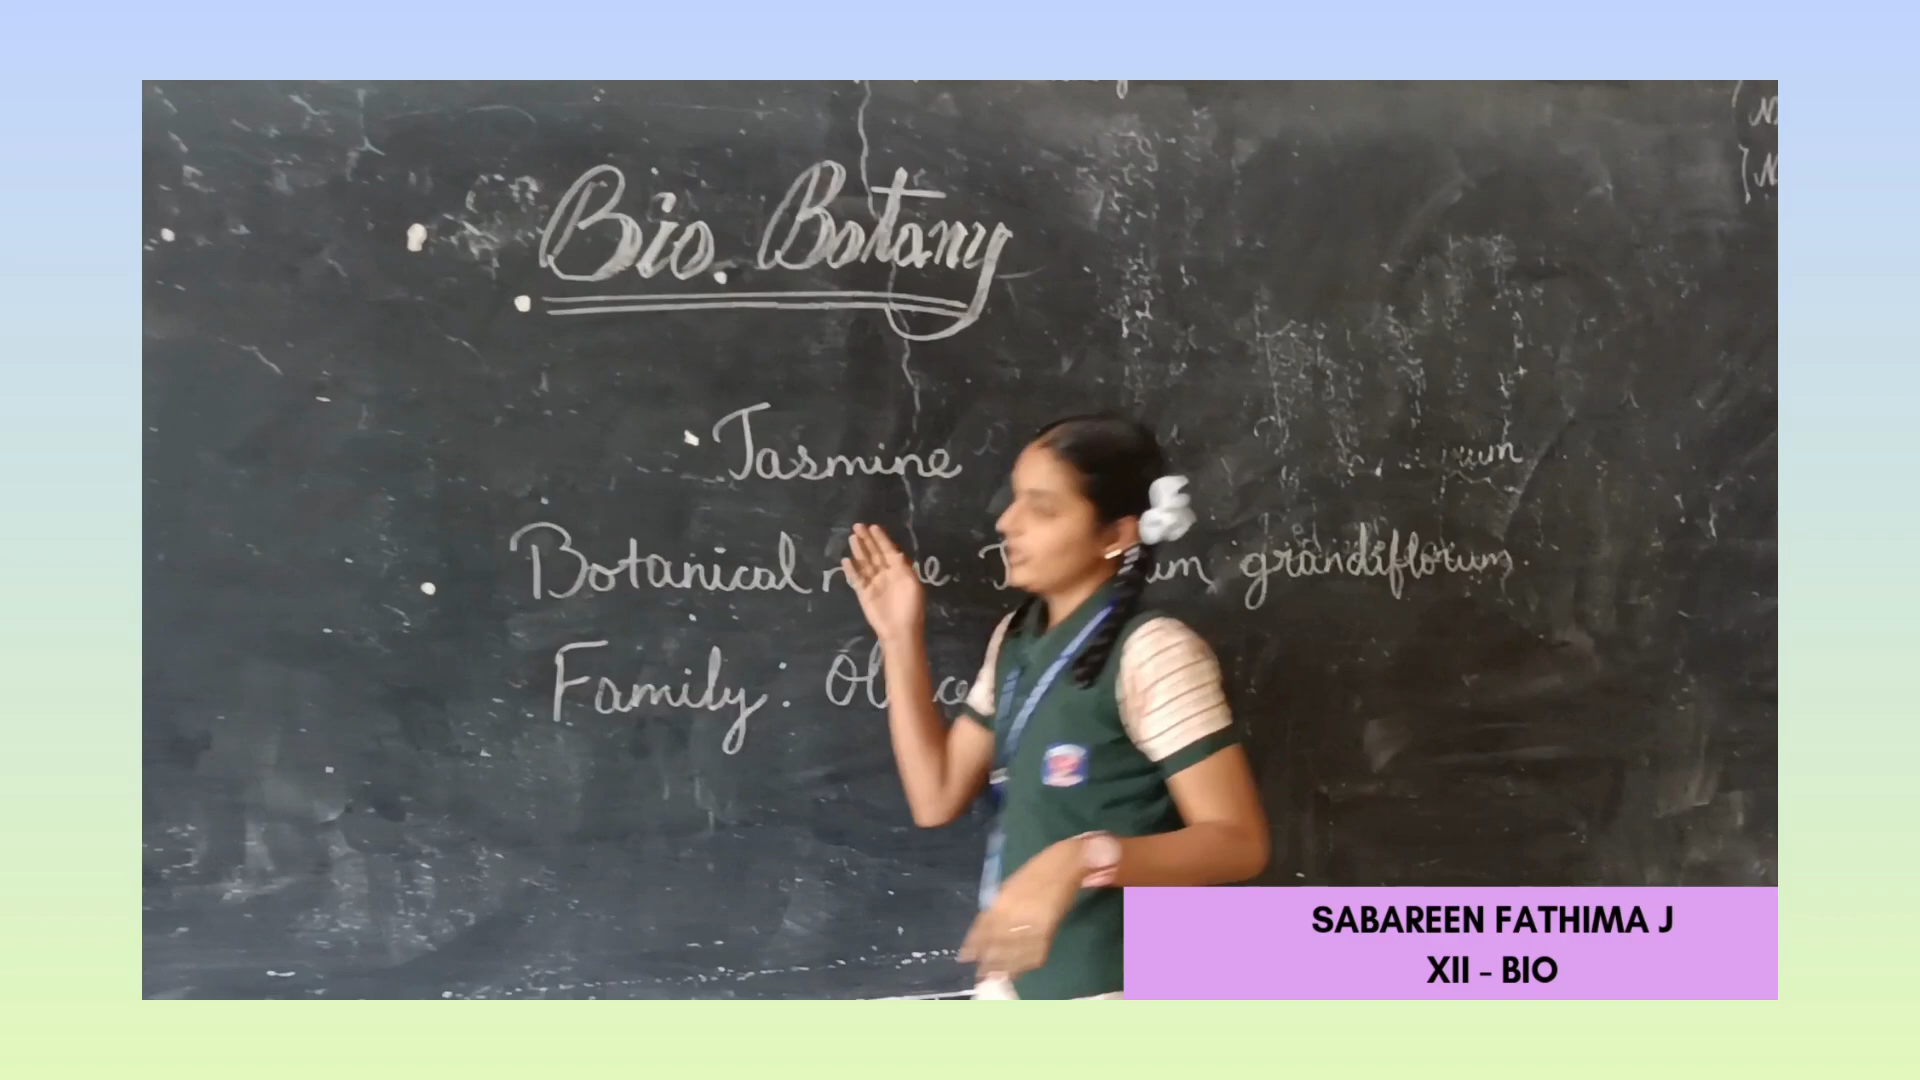 Bio. Botany
Jasmine
Botanical grandiflorum.
Family:
SABAREEN FATHIMA J
XII - BIO